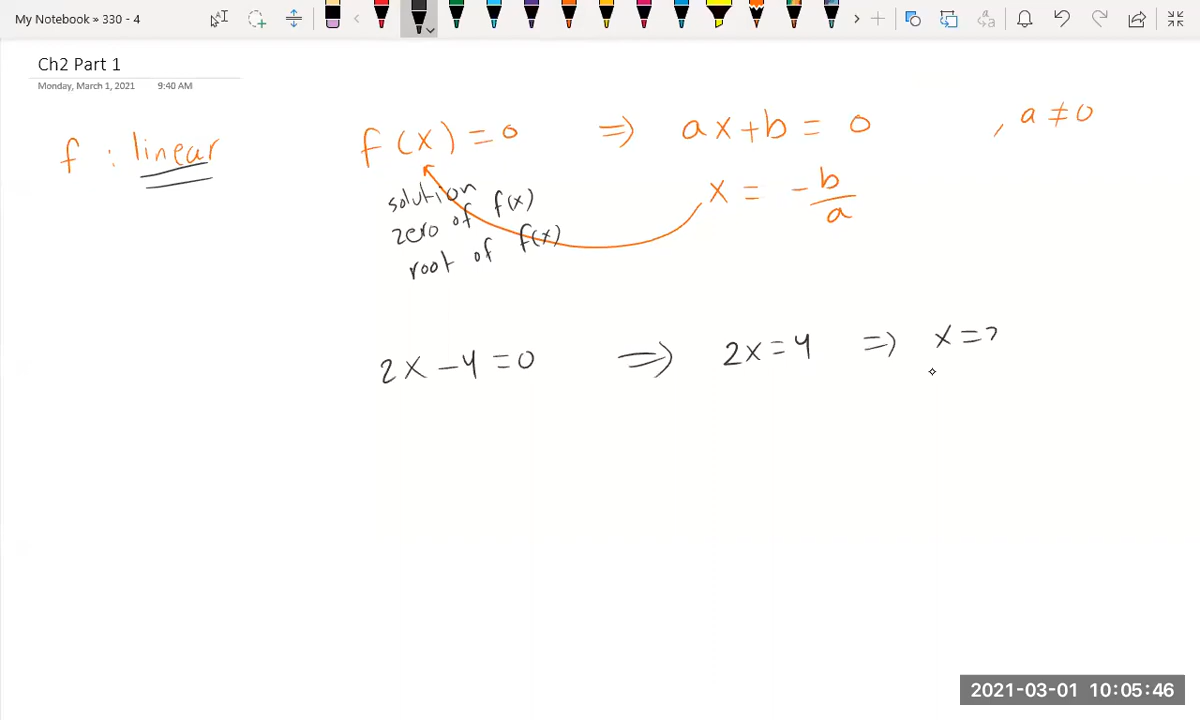 My Notebook » 330 - 4
Ch2 Part 1
Monday, March 1, 2021 9:40 AM
f : linear f(x) = 0 ⇒ ax+b = 0 , a ≠ 0
x = -b/a
solution
zero of f(x)
root of f(x)
2x - 4 = 0 ⇒ 2x = 4 ⇒ x = 2
2021-03-01 10:05:46